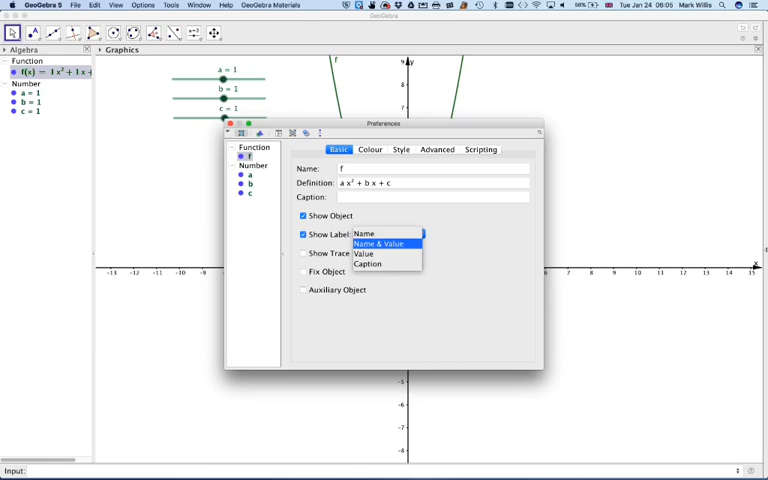 GeoGebra 5 File Edit View Options Tools Window Help GeoGebra Materials 56% Tue Jan 24 06:05 Mark Willis
GeoGebra
Algebra
Graphics
Function
f(x) = 1 x² + 1 x +
Number
a = 1
b = 1
c = 1
a = 1
b = 1
c = 1
f
y
9
8
7
Preferences
Function
f
Number
a
b
c
Basic Colour Style Advanced Scripting
Name: f
Definition: a x² + b x + c
Caption:
Show Object
Show Label:
Name
Name & Value
Value
Caption
Show Trace
Fix Object
Auxiliary Object
x
-13 -12 -11 -10 -9 6 7 8 9 10 11 12 13 14 15
-5
-6
-7
-8
Input: